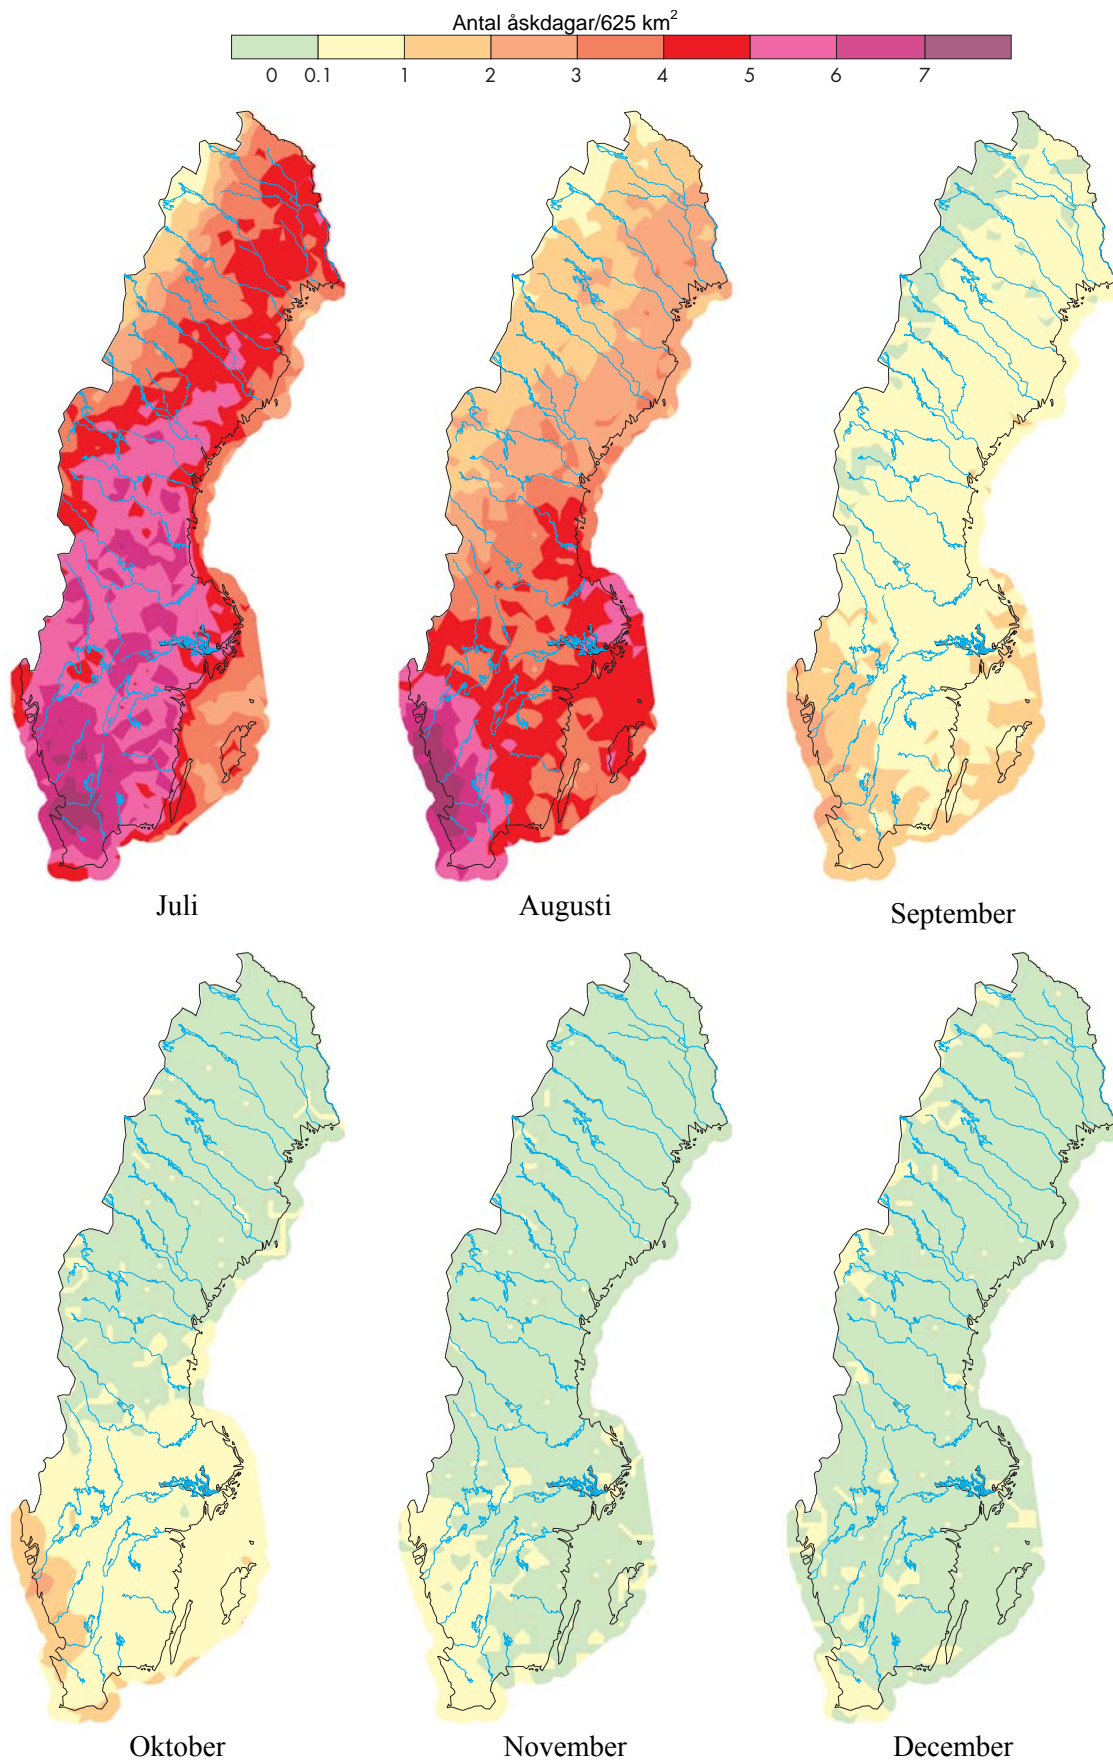 Antal åskdagar/625 km²
0 0.1 1 2 3 4 5 6 7
Juli
Augusti
September
Oktober
November
December